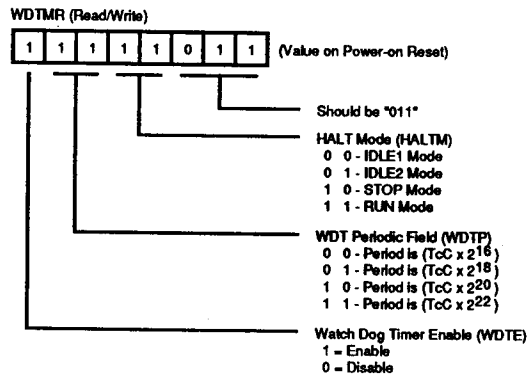 WDTMR (Read/Write)
1 1 1 1 1 0 1 1 (Value on Power-on Reset)
Should be "011"
HALT Mode (HALTM)
0 0 - IDLE1 Mode
0 1 - IDLE2 Mode
1 0 - STOP Mode
1 1 - RUN Mode
WDT Periodic Field (WDTP)
0 0 - Period is (TcC x 2^16)
0 1 - Period is (TcC x 2^18)
1 0 - Period is (TcC x 2^20)
1 1 - Period is (TcC x 2^22)
Watch Dog Timer Enable (WDTE)
1 = Enable
0 = Disable